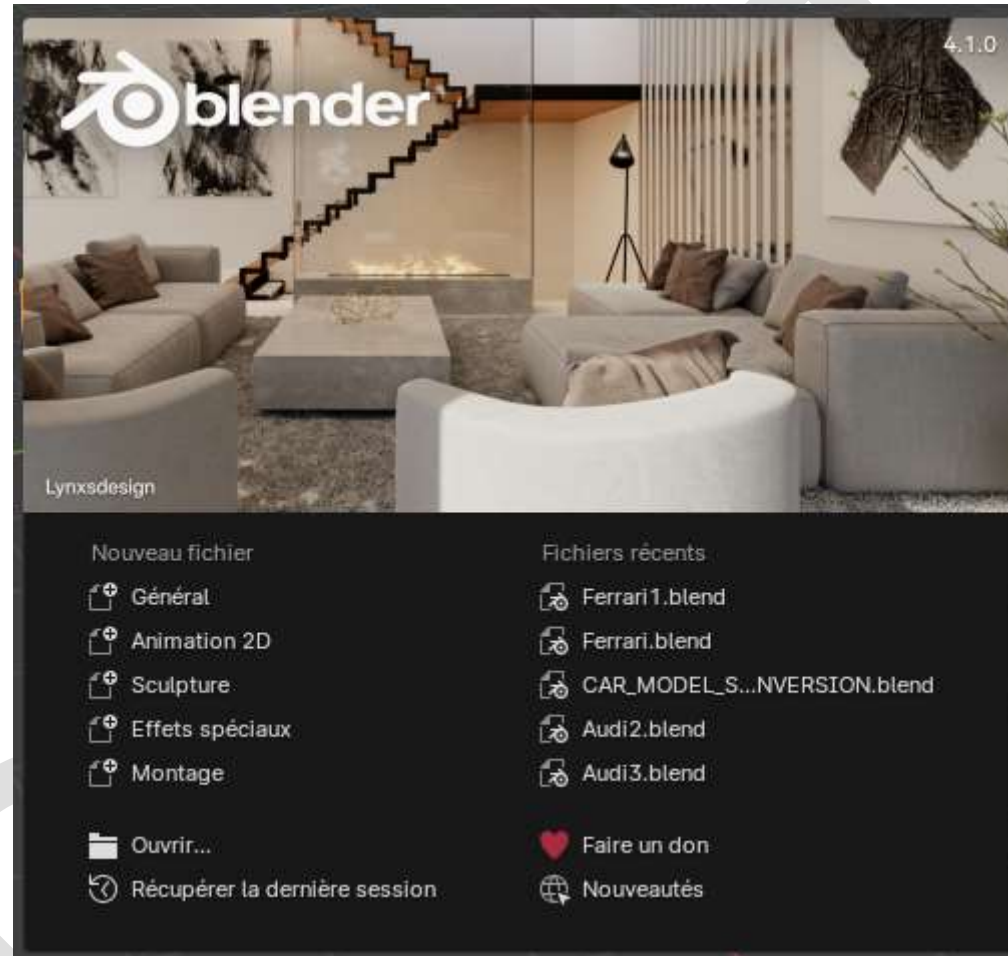 4.1.0
blender
Lynxsdesign
Nouveau fichier
Général
Animation 2D
Sculpture
Effets spéciaux
Montage
Ouvrir...
Récupérer la dernière session
Fichiers récents
Ferrari1.blend
Ferrari.blend
CAR_MODEL_S...NVERSION.blend
Audi2.blend
Audi3.blend
Faire un don
Nouveautés